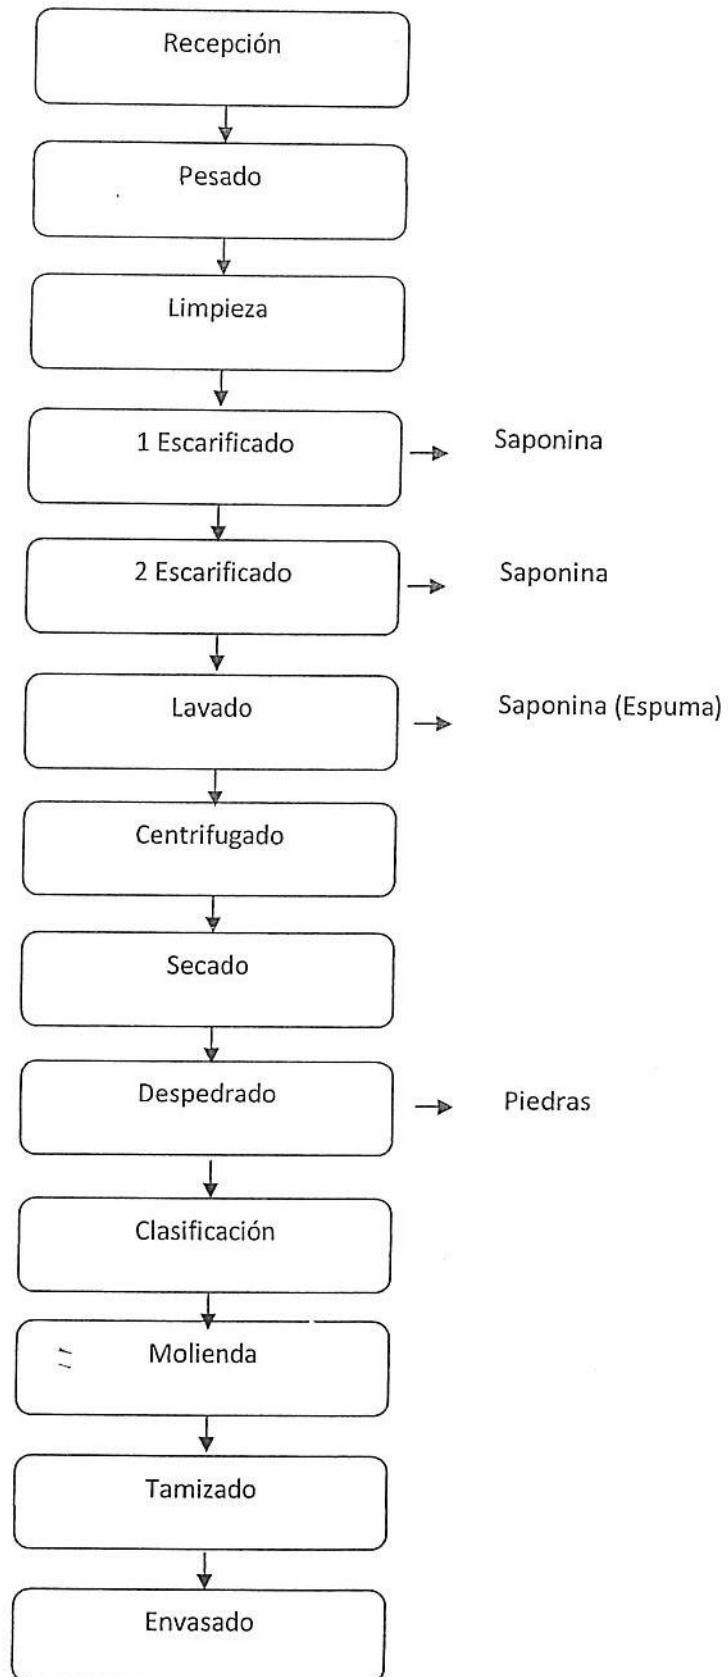 Recepción
Pesado
Limpieza
1 Escarificado
Saponina
2 Escarificado
Saponina
Lavado
Saponina (Espuma)
Centrifugado
Secado
Despedrado
Piedras
Clasificación
Molienda
Tamizado
Envasado